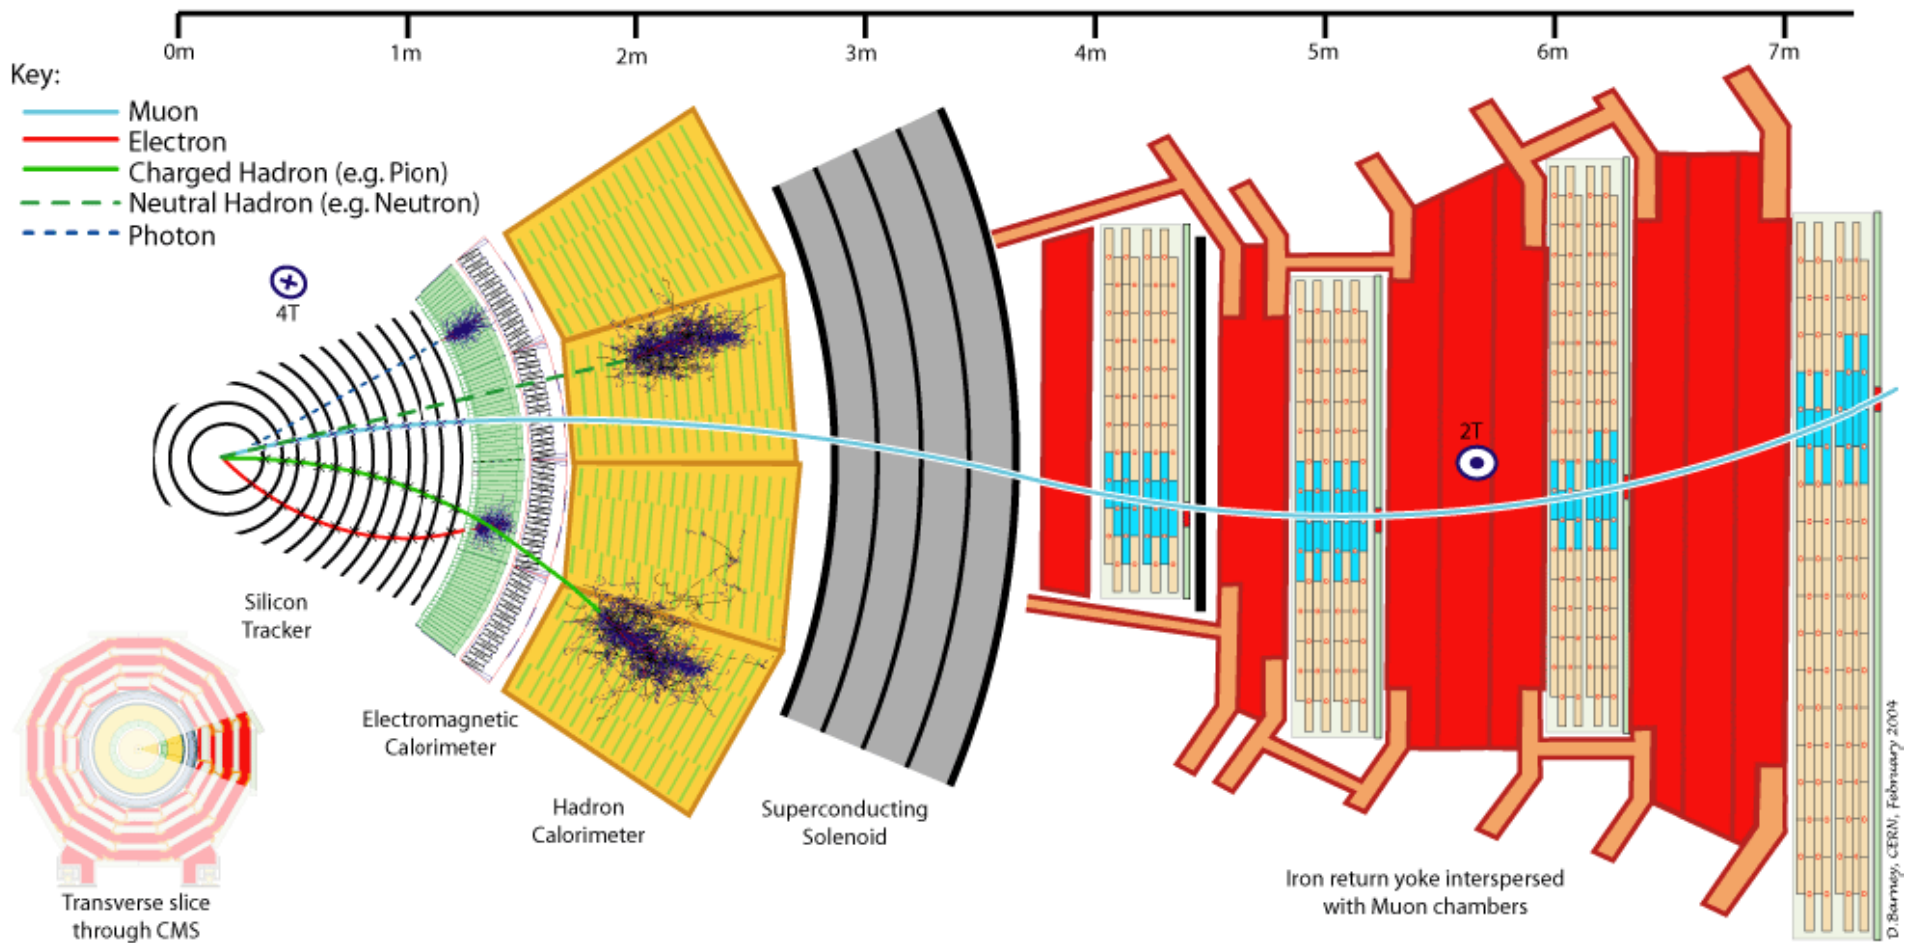 0m
1m
2m
3m
4m
5m
6m
7m
Key:
Muon
Electron
Charged Hadron (e.g. Pion)
Neutral Hadron (e.g. Neutron)
Photon
4T
2T
Silicon
Tracker
Electromagnetic
Calorimeter
Hadron
Calorimeter
Superconducting
Solenoid
Iron return yoke interspersed
with Muon chambers
Transverse slice
through CMS
D.Barney, CERN, February 2004